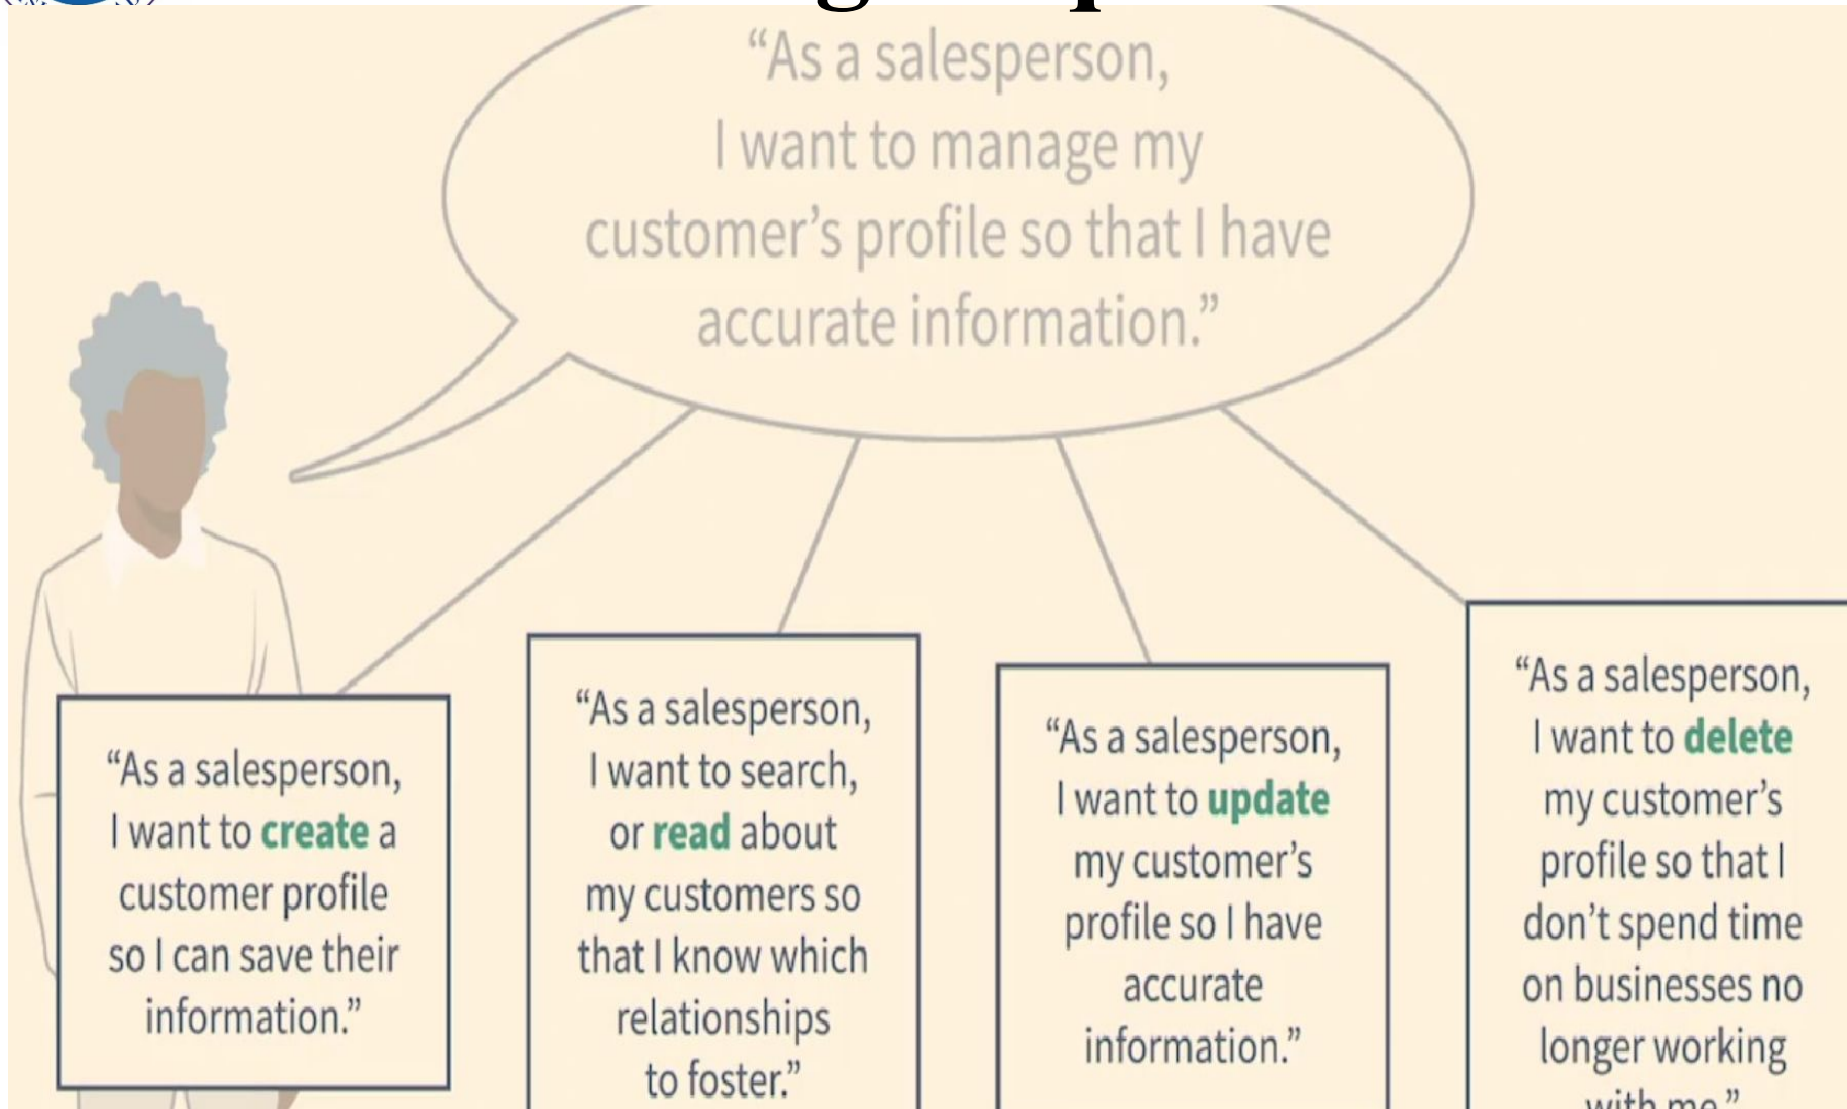 “As a salesperson,
I want to manage my
customer’s profile so that I have
accurate information.”
“As a salesperson,
I want to create a
customer profile
so I can save their
information.”
“As a salesperson,
I want to search,
or read about
my customers so
that I know which
relationships
to foster.”
“As a salesperson,
I want to update
my customer’s
profile so I have
accurate
information.”
“As a salesperson,
I want to delete
my customer’s
profile so that I
don’t spend time
on businesses no
longer working
with me.”